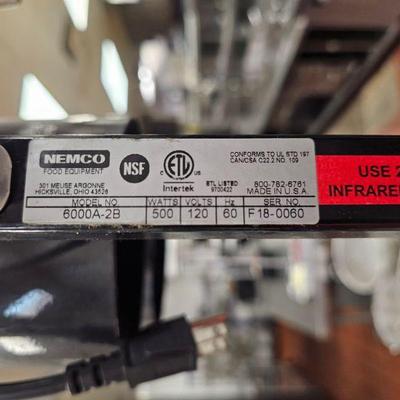 NEMCO
FOOD EQUIPMENT
301 MEUSE ARGONNE
HICKSVILLE, OHIO 43526
NSF
ETL
Intertek
ETL LISTED
9700422
CONFORMS TO UL STD 197
CAN/CSA C22.2 NO. 109
800-782-6761
MADE IN U.S.A.
MODEL NO WATTS VOLTS Hz SER. NO.
6000A-2B 500 120 60 F18-0060
USE 2
INFRARE